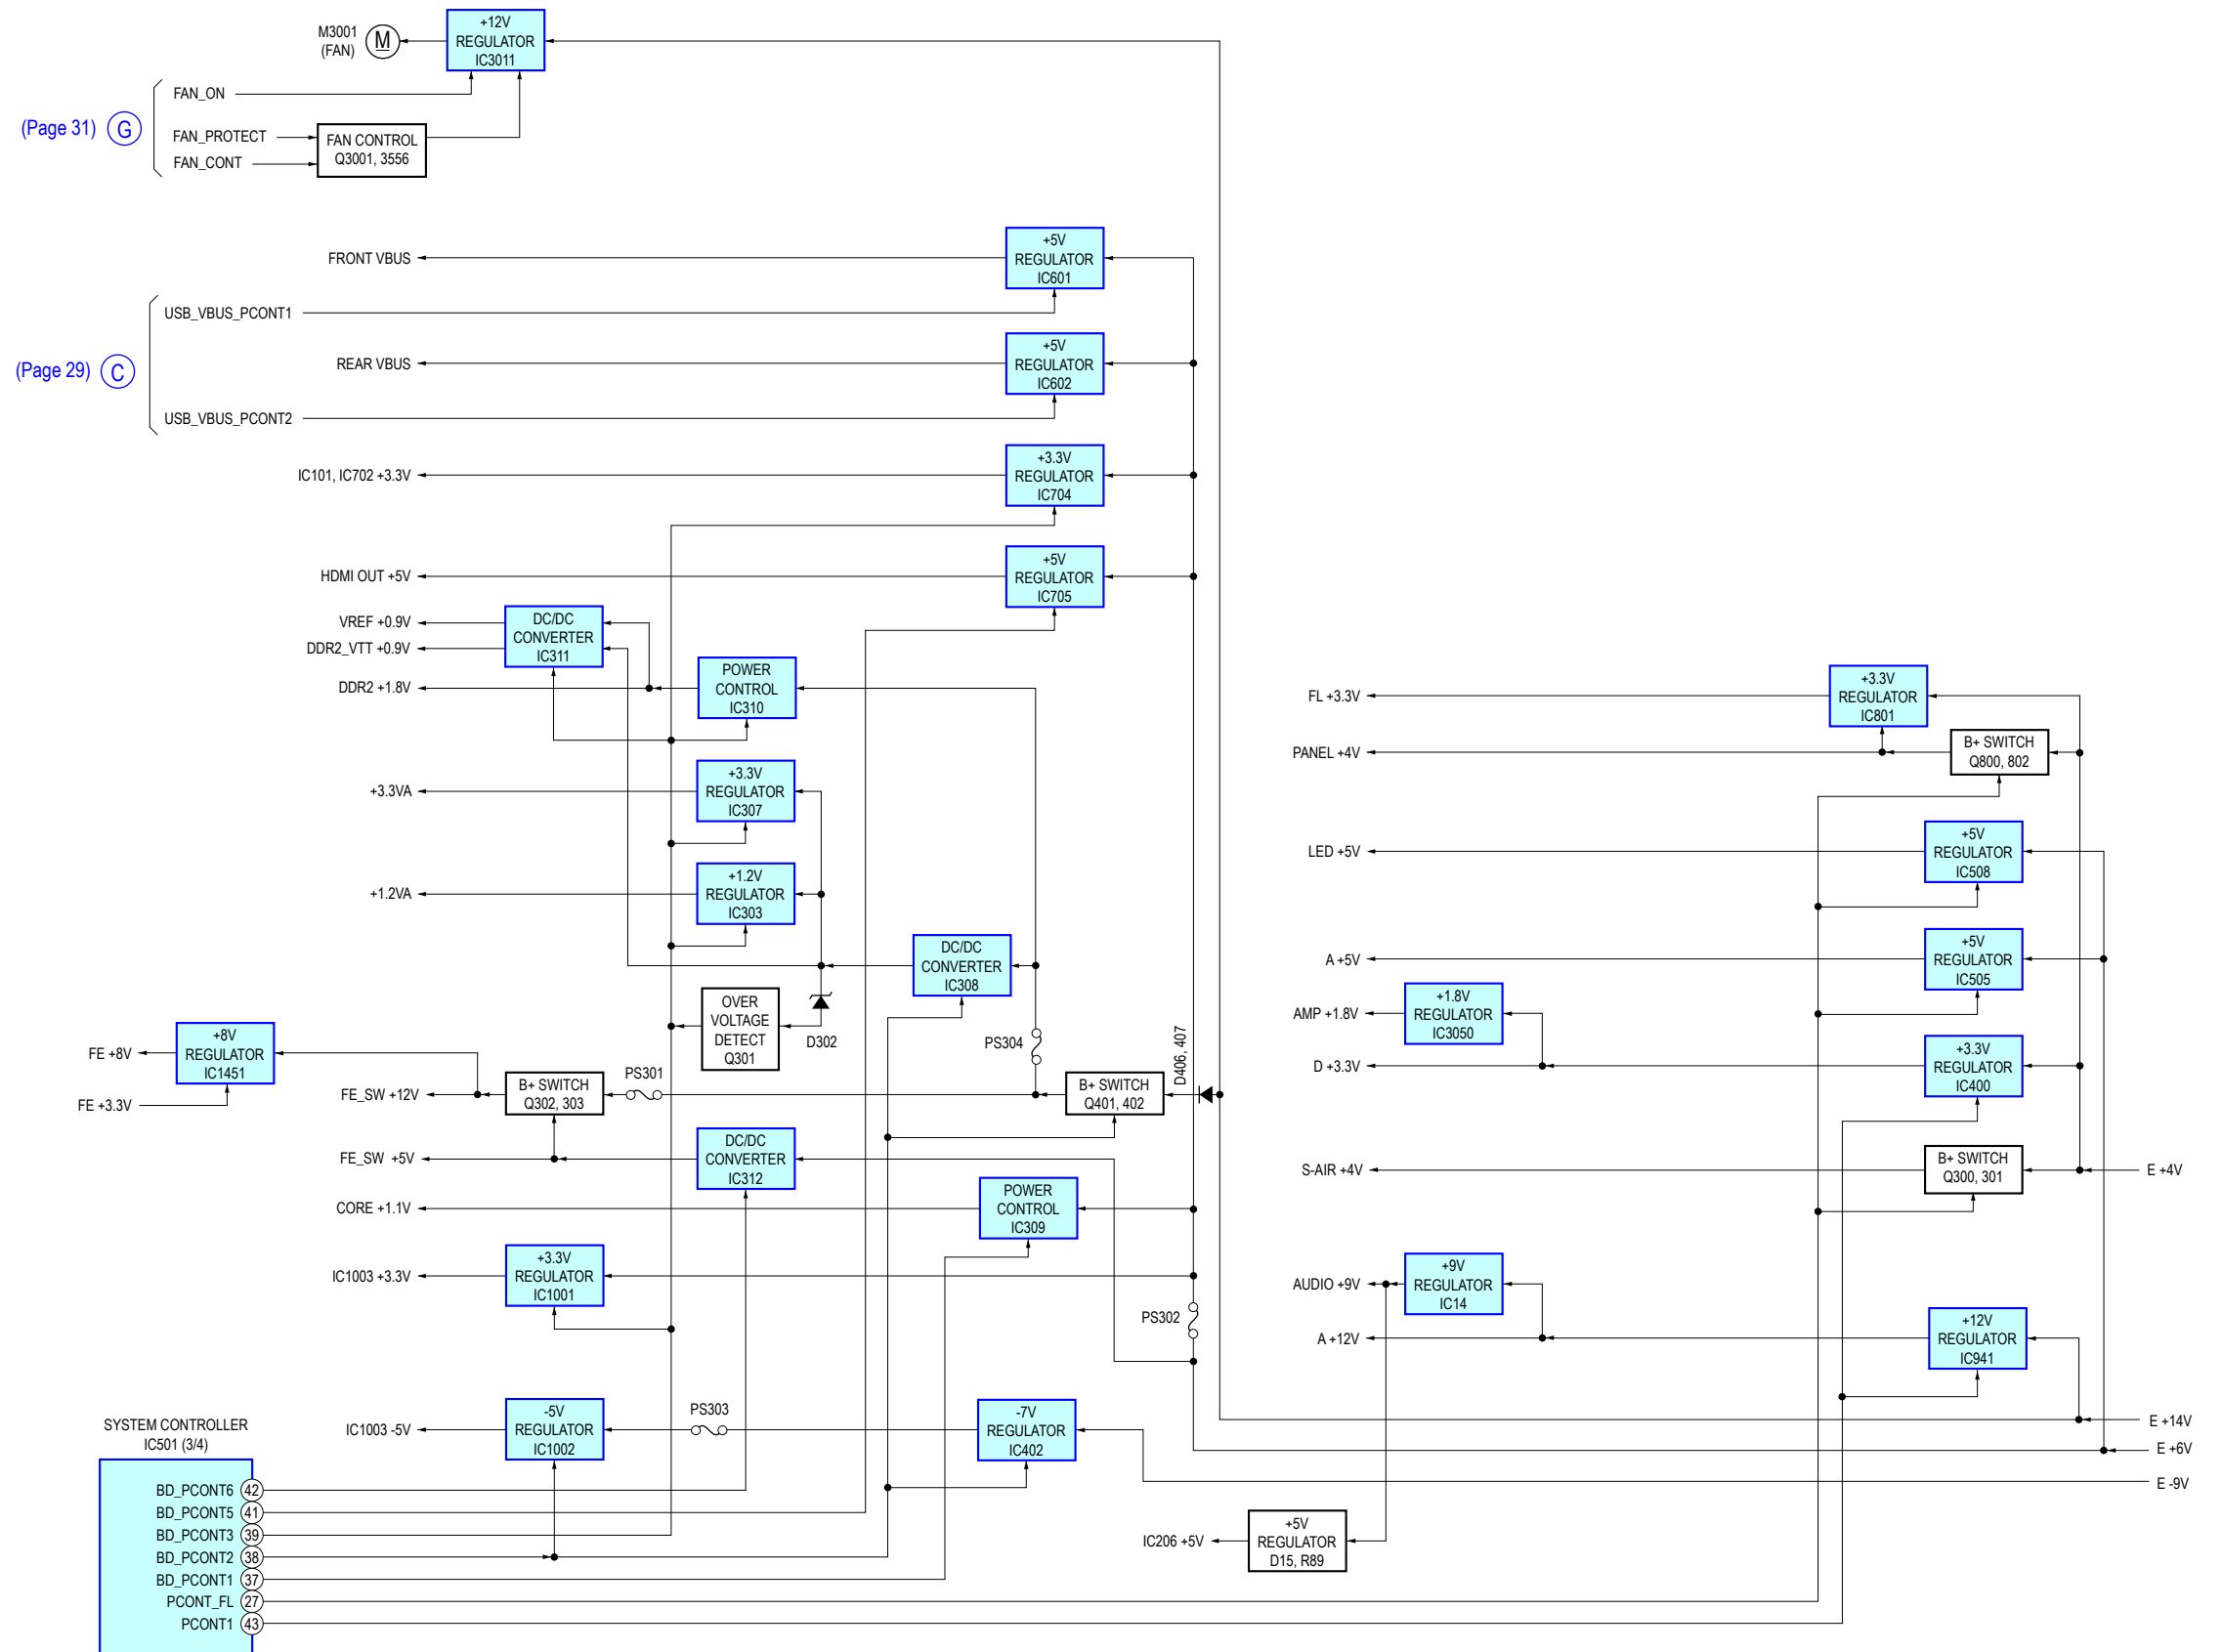 M3001
(FAN)
M
+12V
REGULATOR
IC3011
FAN_ON
(Page 31) G
FAN_PROTECT
FAN_CONT
FAN CONTROL
Q3001, 3556
FRONT VBUS
+5V
REGULATOR
IC601
USB_VBUS_PCONT1
(Page 29) C
REAR VBUS
+5V
REGULATOR
IC602
USB_VBUS_PCONT2
IC101, IC702 +3.3V
+3.3V
REGULATOR
IC704
HDMI OUT +5V
+5V
REGULATOR
IC705
VREF +0.9V
DDR2_VTT +0.9V
DC/DC
CONVERTER
IC311
DDR2 +1.8V
POWER
CONTROL
IC310
+3.3VA
+3.3V
REGULATOR
IC307
+1.2VA
+1.2V
REGULATOR
IC303
DC/DC
CONVERTER
IC308
OVER
VOLTAGE
DETECT
Q301
D302
PS304
D406, 407
FE +8V
+8V
REGULATOR
IC1451
FE +3.3V
FE_SW +12V
B+ SWITCH
Q302, 303
PS301
B+ SWITCH
Q401, 402
FE_SW +5V
DC/DC
CONVERTER
IC312
CORE +1.1V
POWER
CONTROL
IC309
IC1003 +3.3V
+3.3V
REGULATOR
IC1001
PS302
IC1003 -5V
-5V
REGULATOR
IC1002
PS303
-7V
REGULATOR
IC402
SYSTEM CONTROLLER
IC501 (3/4)
BD_PCONT6 42
BD_PCONT5 41
BD_PCONT3 39
BD_PCONT2 38
BD_PCONT1 37
PCONT_FL 27
PCONT1 43
FL +3.3V
+3.3V
REGULATOR
IC801
PANEL +4V
B+ SWITCH
Q800, 802
LED +5V
+5V
REGULATOR
IC508
A +5V
+5V
REGULATOR
IC505
AMP +1.8V
+1.8V
REGULATOR
IC3050
D +3.3V
+3.3V
REGULATOR
IC400
S-AIR +4V
B+ SWITCH
Q300, 301
E +4V
AUDIO +9V
+9V
REGULATOR
IC14
A +12V
+12V
REGULATOR
IC941
E +14V
E +6V
E -9V
IC206 +5V
+5V
REGULATOR
D15, R89